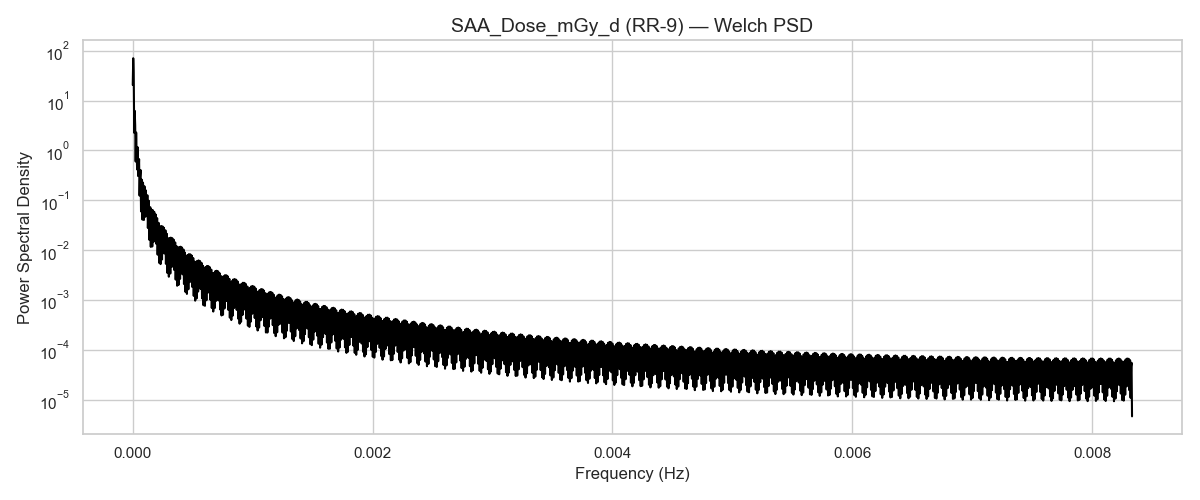 SAA_Dose_mGy_d (RR-9) — Welch PSD
Power Spectral Density
10²
10¹
10⁰
10⁻¹
10⁻²
10⁻³
10⁻⁴
10⁻⁵
0.000 0.002 0.004 0.006 0.008
Frequency (Hz)